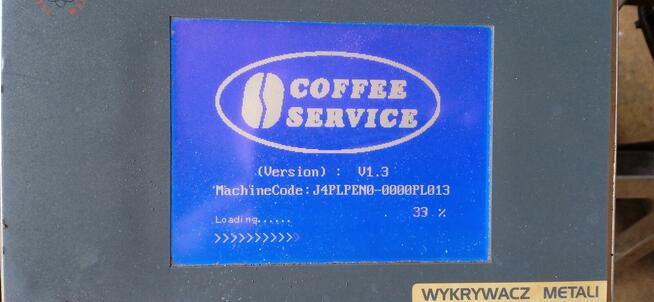 COFFEE
SERVICE
(Version) : V1.3
MachineCode:J4PLPEN0-0000PL013
Loading...... 33 %
>>>>>>>>>>>
WYKRYWACZ METALI